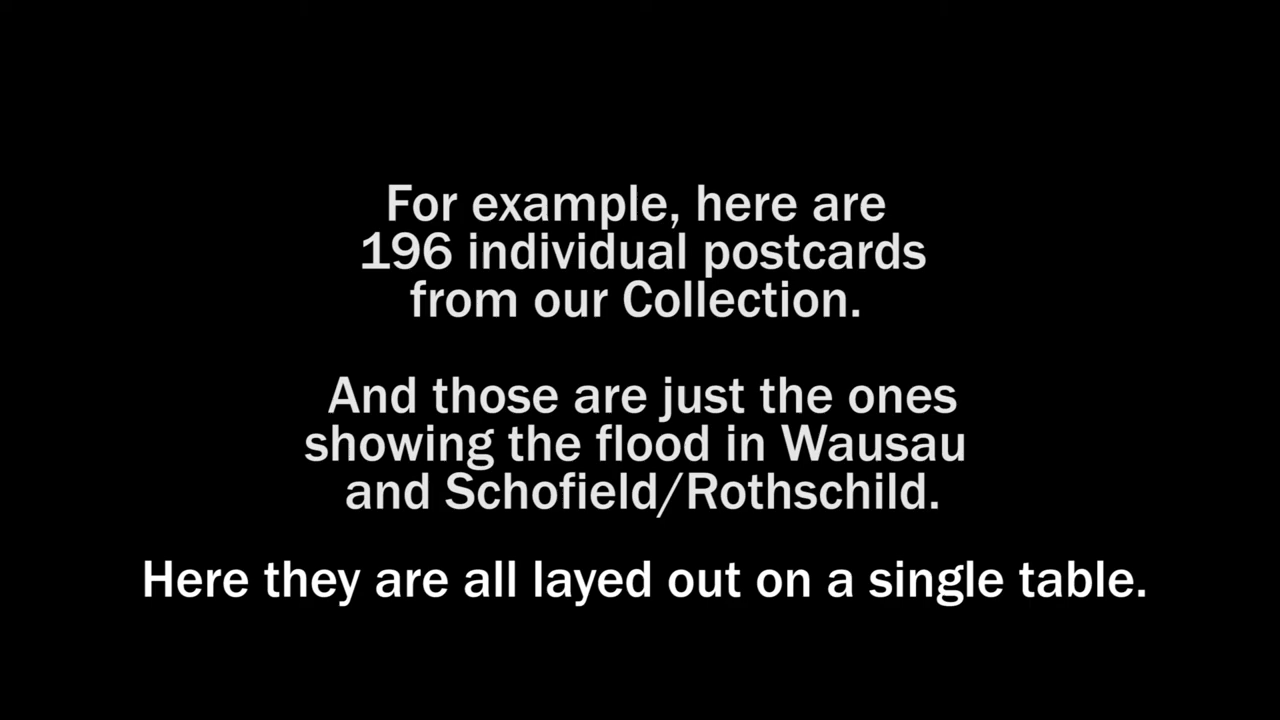 For example, here are
196 individual postcards
from our Collection.
And those are just the ones
showing the flood in Wausau
and Schofield/Rothschild.
Here they are all layed out on a single table.